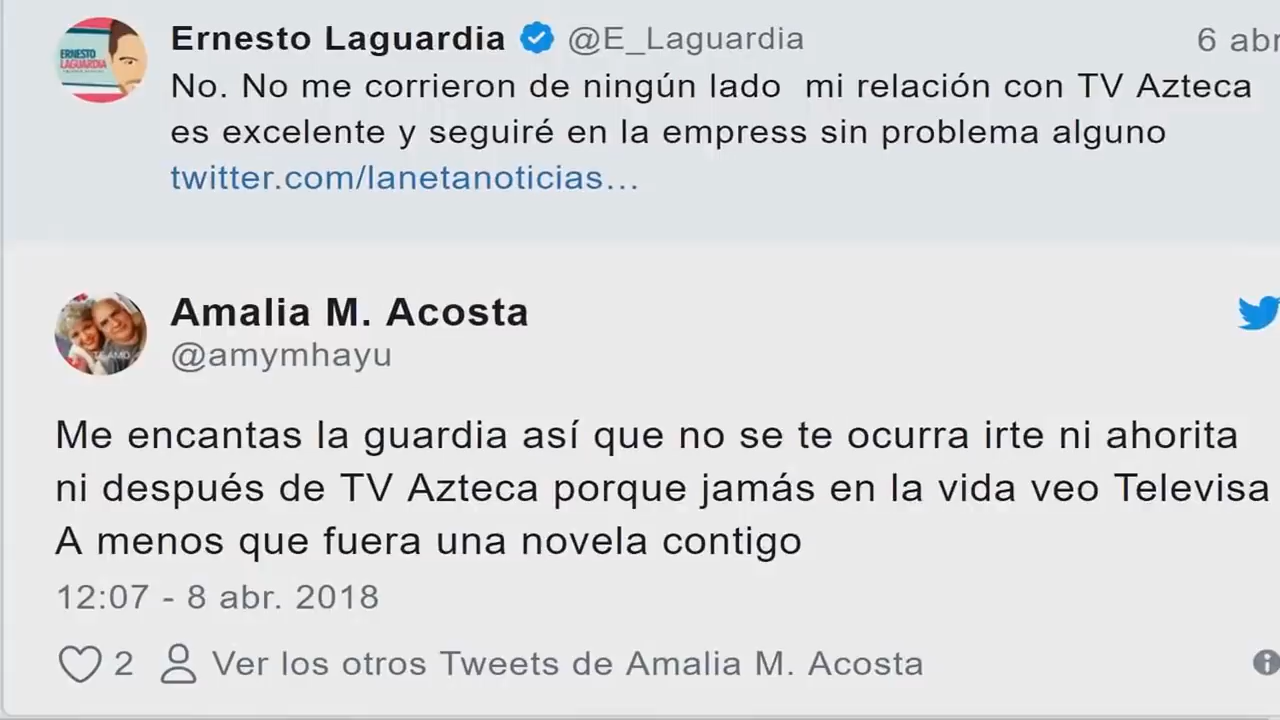 Ernesto Laguardia @E_Laguardia 6 abr
No. No me corrieron de ningún lado mi relación con TV Azteca
es excelente y seguiré en la empress sin problema alguno
twitter.com/lanetanoticias…
ERNESTO
LAGUARDIA
Amalia M. Acosta
@amymhayu
TE AMO
Me encantas la guardia así que no se te ocurra irte ni ahorita
ni después de TV Azteca porque jamás en la vida veo Televisa
A menos que fuera una novela contigo
12:07 - 8 abr. 2018
2 Ver los otros Tweets de Amalia M. Acosta